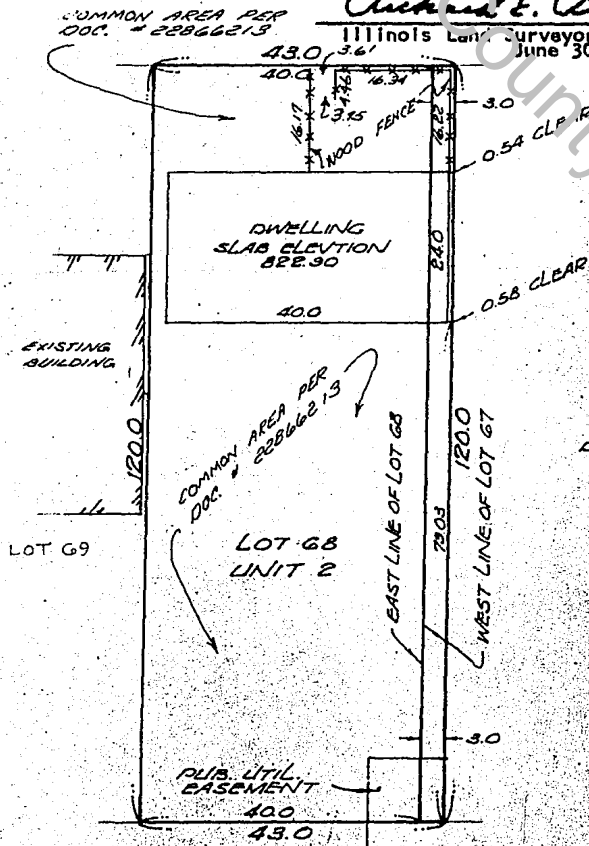 COMMON AREA PER
DOC. # 22866213
Illinois Land Surveyor
June 30
County
43.0
3.61
40.0
16.34
4.46
3.95
16.17
WOOD FENCE
16.22
3.0
0.54 CLEAR
DWELLING
SLAB ELEVTION
822.90
24.0
40.0
0.58 CLEAR
EXISTING
BUILDING
120.0
COMMON AREA PER
DOC. # 22866213
EAST LINE OF LOT 68
79.03
WEST LINE OF LOT 67
120.0
LOT 69
LOT 68
UNIT 2
3.0
PUB. UTIL.
EASEMENT
40.0
43.0